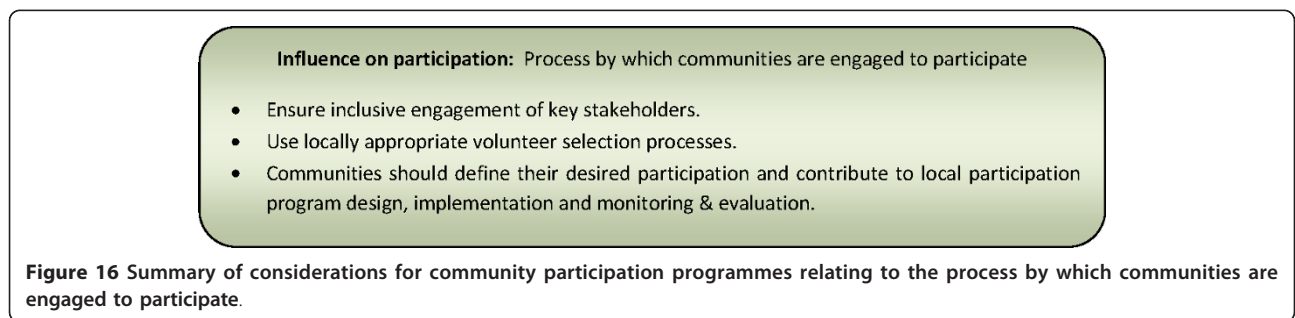 Influence on participation: Process by which communities are engaged to participate
• Ensure inclusive engagement of key stakeholders.
• Use locally appropriate volunteer selection processes.
• Communities should define their desired participation and contribute to local participation
program design, implementation and monitoring & evaluation.
Figure 16 Summary of considerations for community participation programmes relating to the process by which communities are
engaged to participate.